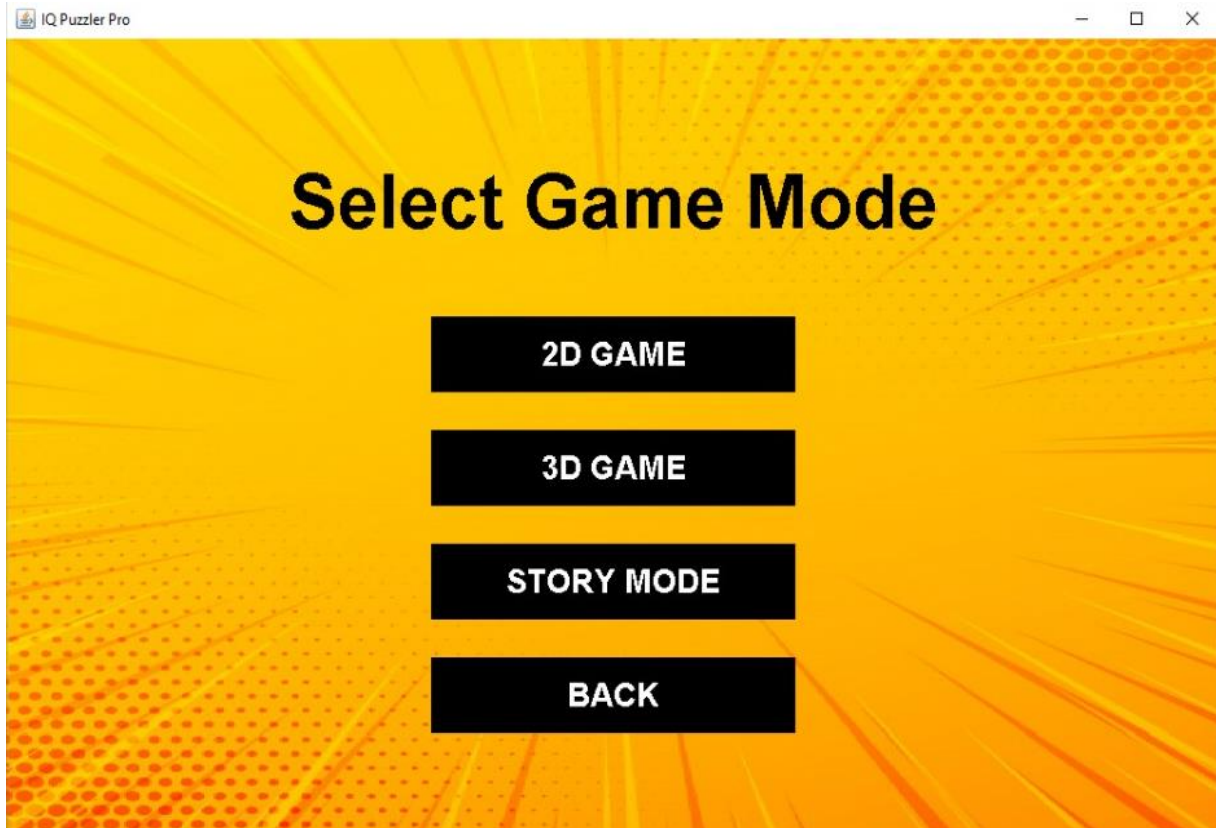 IQ Puzzler Pro
Select Game Mode
2D GAME
3D GAME
STORY MODE
BACK